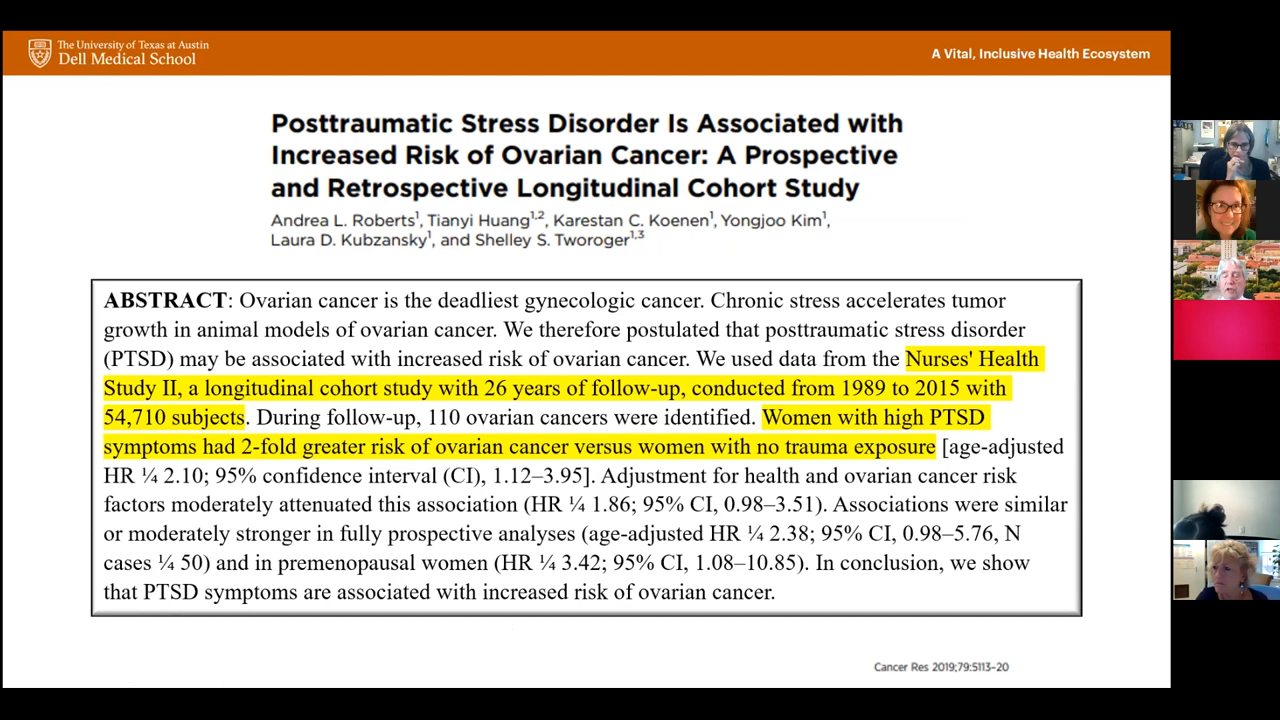 The University of Texas at Austin
Dell Medical School
A Vital, Inclusive Health Ecosystem
Posttraumatic Stress Disorder Is Associated with
Increased Risk of Ovarian Cancer: A Prospective
and Retrospective Longitudinal Cohort Study
Andrea L. Roberts1, Tianyi Huang1,2, Karestan C. Koenen1, Yongjoo Kim1,
Laura D. Kubzansky1, and Shelley S. Tworoger1,3
ABSTRACT: Ovarian cancer is the deadliest gynecologic cancer. Chronic stress accelerates tumor
growth in animal models of ovarian cancer. We therefore postulated that posttraumatic stress disorder
(PTSD) may be associated with increased risk of ovarian cancer. We used data from the Nurses' Health
Study II, a longitudinal cohort study with 26 years of follow-up, conducted from 1989 to 2015 with
54,710 subjects. During follow-up, 110 ovarian cancers were identified. Women with high PTSD
symptoms had 2-fold greater risk of ovarian cancer versus women with no trauma exposure [age-adjusted
HR ¼ 2.10; 95% confidence interval (CI), 1.12–3.95]. Adjustment for health and ovarian cancer risk
factors moderately attenuated this association (HR ¼ 1.86; 95% CI, 0.98–3.51). Associations were similar
or moderately stronger in fully prospective analyses (age-adjusted HR ¼ 2.38; 95% CI, 0.98–5.76, N
cases ¼ 50) and in premenopausal women (HR ¼ 3.42; 95% CI, 1.08–10.85). In conclusion, we show
that PTSD symptoms are associated with increased risk of ovarian cancer.
Cancer Res 2019;79:5113–20